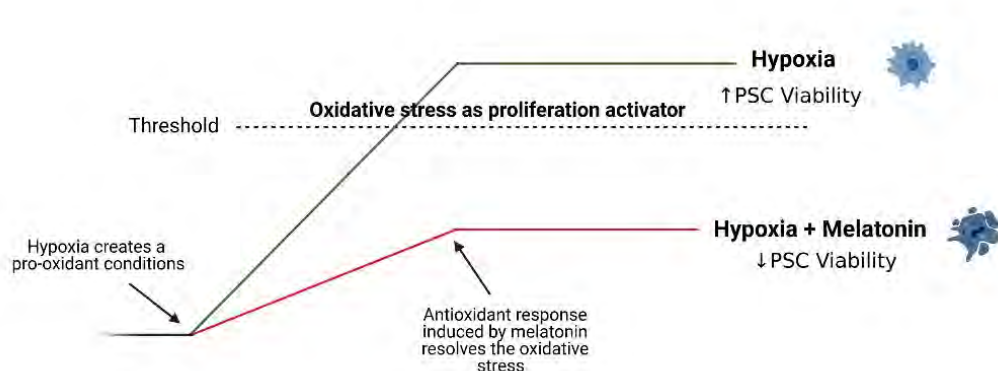 Hypoxia
↑PSC Viability
Oxidative stress as proliferation activator
Threshold
Hypoxia + Melatonin
↓PSC Viability
Hypoxia creates a
pro-oxidant conditions
Antioxidant response
induced by melatonin
resolves the oxidative
stress